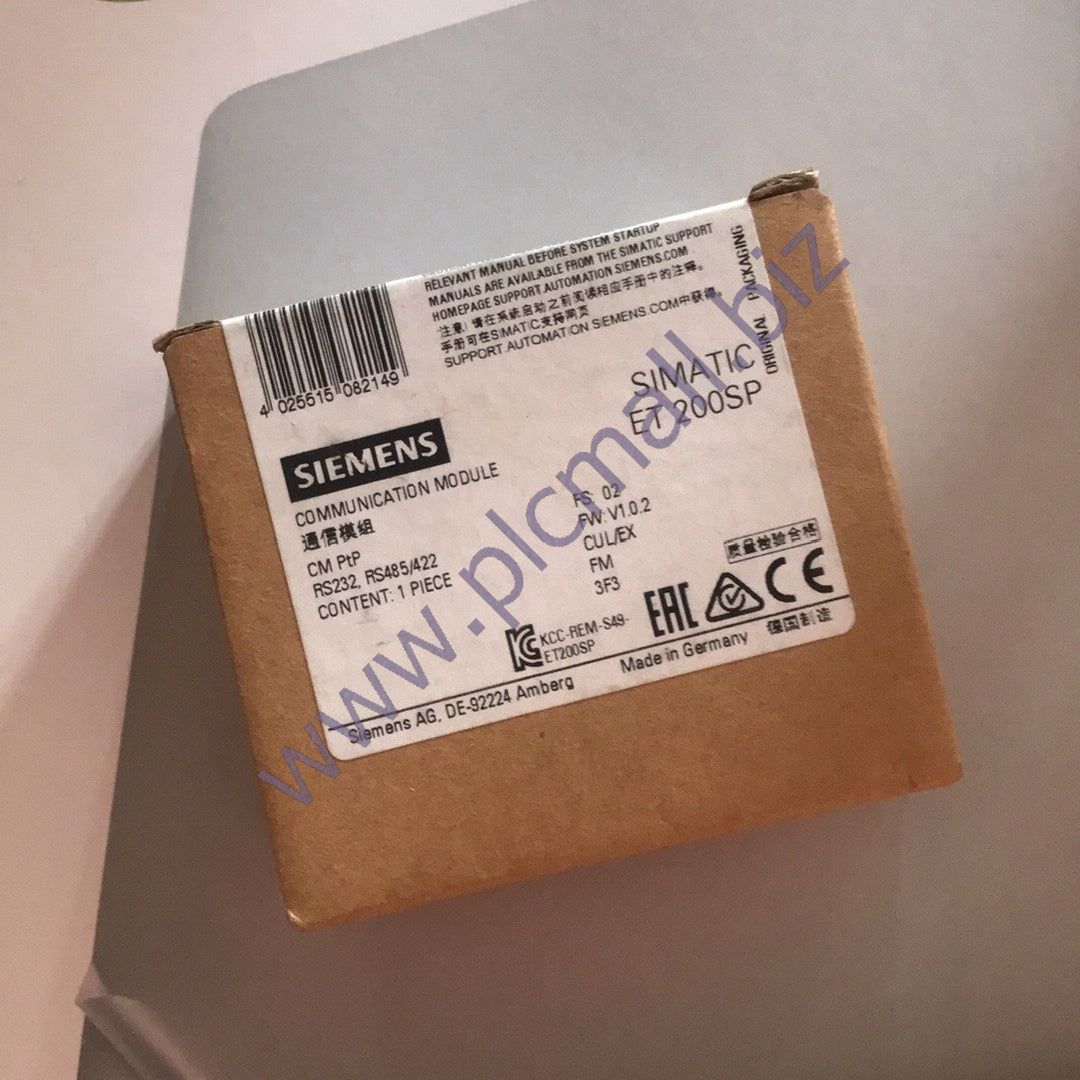 RELEVANT MANUAL BEFORE SYSTEM STARTUP
MANUALS ARE AVAILABLE FROM THE SIMATIC SUPPORT
HOMEPAGE SUPPORT.AUTOMATION.SIEMENS.COM
注意! 请在系统启动之前阅读相应手册中的注释。
手册可在SIMATIC支持网页
SUPPORT.AUTOMATION.SIEMENS.COM中获得。
ORIGINAL PACKAGING
4 025515 082149
SIMATIC
ET 200SP
SIEMENS
COMMUNICATION MODULE
通信模组
CM PtP
RS232, RS485/422
CONTENT: 1 PIECE
FS: 02
FW: V1.0.2
CUL/EX
FM
3F3
质量检验合格
KCC-REM-S49-
ET200SP
EAC
CE
Siemens AG, DE-92224 Amberg
Made in Germany
德国制造
www.plcmall.biz